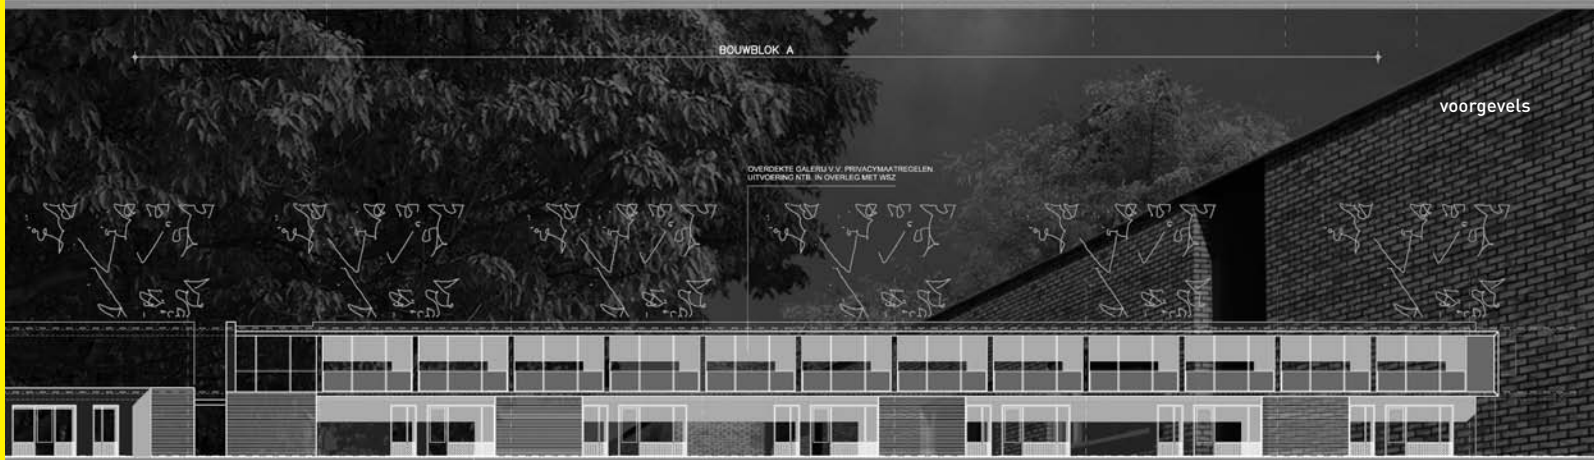 BOUWBLOK A
voorgevels
OVERDEKTE GALERIJ V.V. PRIVACYMAATREGELEN
UITVOERING NTB. IN OVERLEG MET WSZ